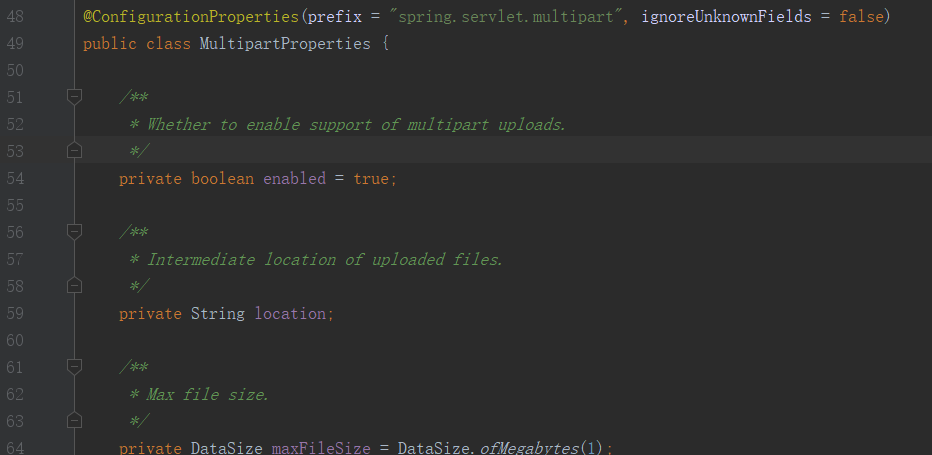 48 @ConfigurationProperties(prefix = "spring.servlet.multipart", ignoreUnknownFields = false)
49 public class MultipartProperties {
50
51 /**
52 * Whether to enable support of multipart uploads.
53 */
54 private boolean enabled = true;
55
56 /**
57 * Intermediate location of uploaded files.
58 */
59 private String location;
60
61 /**
62 * Max file size.
63 */
64 private DataSize maxFileSize = DataSize.ofMegabytes(1);